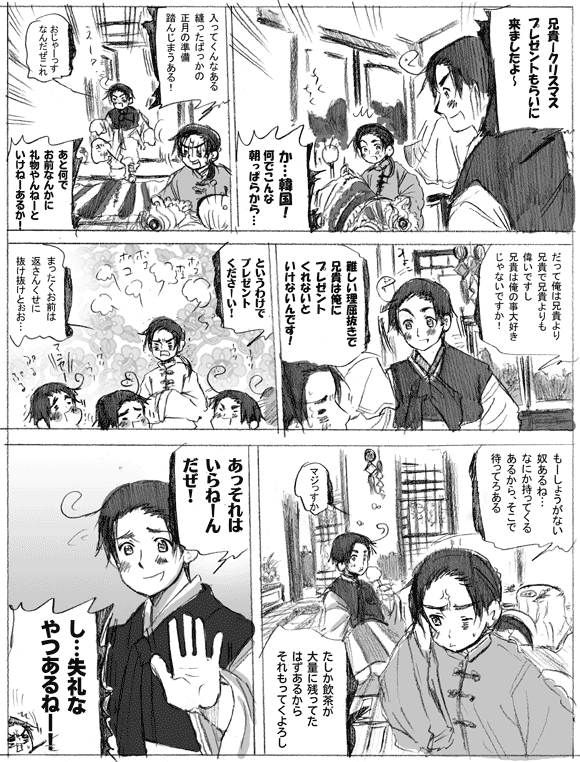 兄貴ークリスマス
プレゼントもらいに
来ましたよ～
か…韓国！
何でこんな
朝っぱらから…
入ってくんなある
縫ったばっかの
正月の準備
踏んじまうある！
おじゃーっす
なんだぜこれ
あと何で
お前なんかに
礼物やんねーと
いけねーあるか！
だって俺は兄貴より
兄貴で兄貴よりも
偉いですし
兄貴は俺の事大好き
じゃないですか！
難しい理屈抜きで
兄貴は俺に
プレゼント
くれないと
いけないんです！
というわけで
プレゼント
くださーい！
まったくお前は
返さんくせに
抜け抜けとぉお…
もーしょうがない
奴あるね…
なにか持ってくる
あるから、そこで
待ってろある
マジっすか
たしか飲茶が
大量に残ってた
はずあるから
それもってくよろし
あっそれは
いらねーん
だぜ！
し…失礼な
やつあるねー！